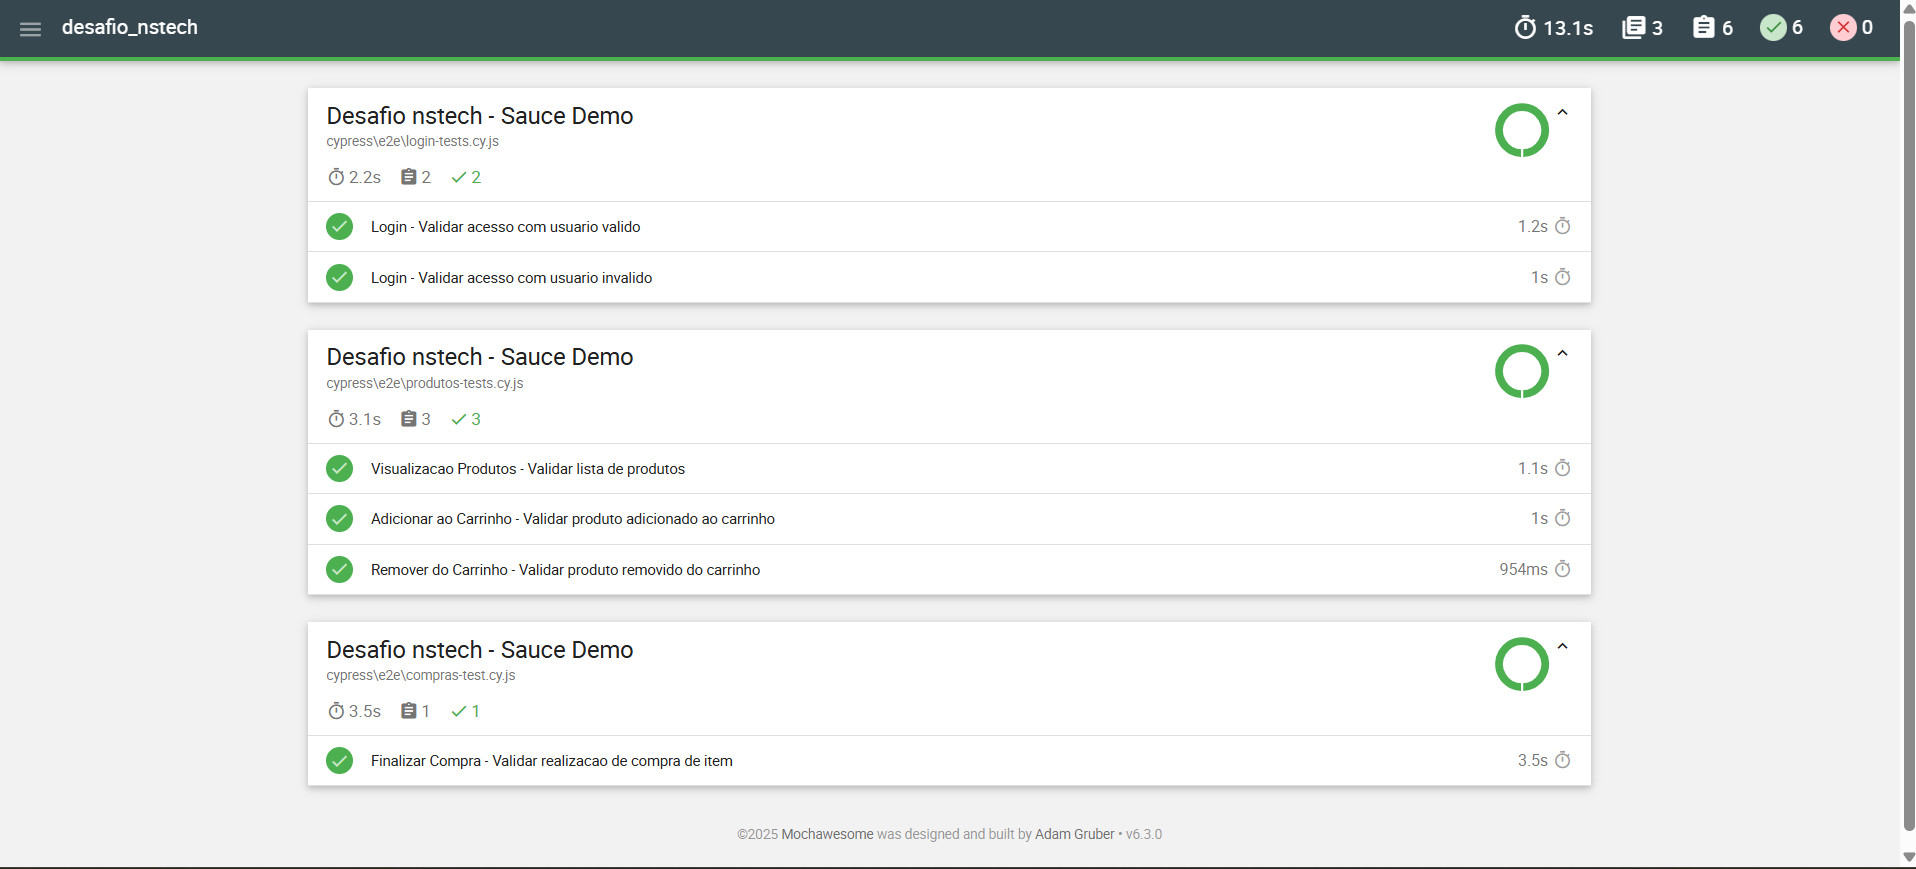 desafio_nstech 13.1s 3 6 6 0
Desafio nstech - Sauce Demo
cypress\e2e\login-tests.cy.js
2.2s 2 2
Login - Validar acesso com usuario valido 1.2s
Login - Validar acesso com usuario invalido 1s
Desafio nstech - Sauce Demo
cypress\e2e\produtos-tests.cy.js
3.1s 3 3
Visualizacao Produtos - Validar lista de produtos 1.1s
Adicionar ao Carrinho - Validar produto adicionado ao carrinho 1s
Remover do Carrinho - Validar produto removido do carrinho 954ms
Desafio nstech - Sauce Demo
cypress\e2e\compras-test.cy.js
3.5s 1 1
Finalizar Compra - Validar realizacao de compra de item 3.5s
©2025 Mochawesome was designed and built by Adam Gruber • v6.3.0